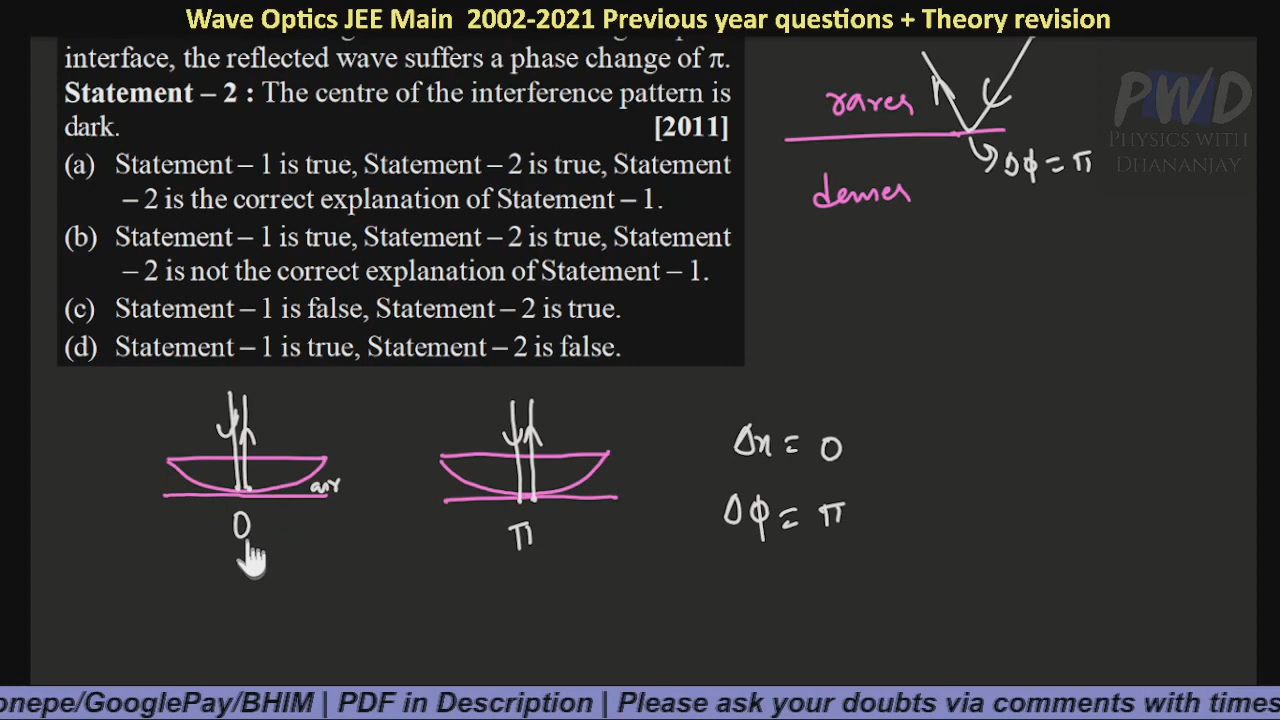 Wave Optics JEE Main 2002-2021 Previous year questions + Theory revision
interface, the reflected wave suffers a phase change of π.
Statement – 2 : The centre of the interference pattern is
dark. [2011]
(a) Statement – 1 is true, Statement – 2 is true, Statement
– 2 is the correct explanation of Statement – 1.
(b) Statement – 1 is true, Statement – 2 is true, Statement
– 2 is not the correct explanation of Statement – 1.
(c) Statement – 1 is false, Statement – 2 is true.
(d) Statement – 1 is true, Statement – 2 is false.
rarer
denser
Δφ = π
PWD
PHYSICS WITH
DHANANJAY
air
0
π
Δx = 0
Δφ = π
onepe/GooglePay/BHIM | PDF in Description | Please ask your doubts via comments with times